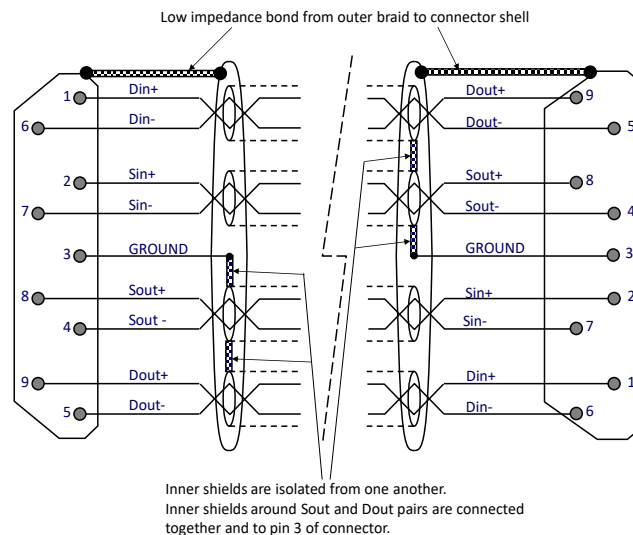 Low impedance bond from outer braid to connector shell
1 Din+ Dout+ 9
6 Din- Dout- 5
2 Sin+ Sout+ 8
7 Sin- Sout- 4
3 GROUND GROUND 3
8 Sout+ Sin+ 2
4 Sout - Sin- 7
9 Dout+ Din+ 1
5 Dout- Din- 6
Inner shields are isolated from one another.
Inner shields around Sout and Dout pairs are connected
together and to pin 3 of connector.